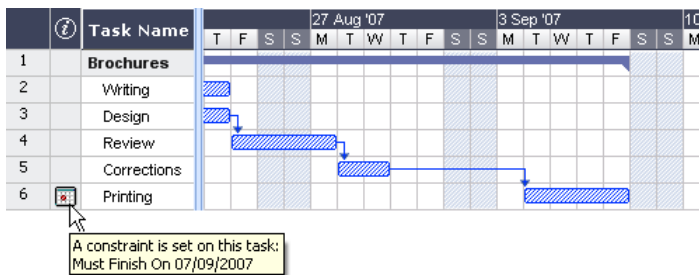 27 Aug '07 3 Sep '07 10
i Task Name T F S S M T W T F S S M T W T F S S M
1 Brochures
2 Writing
3 Design
4 Review
5 Corrections
6 Printing
A constraint is set on this task:
Must Finish On 07/09/2007